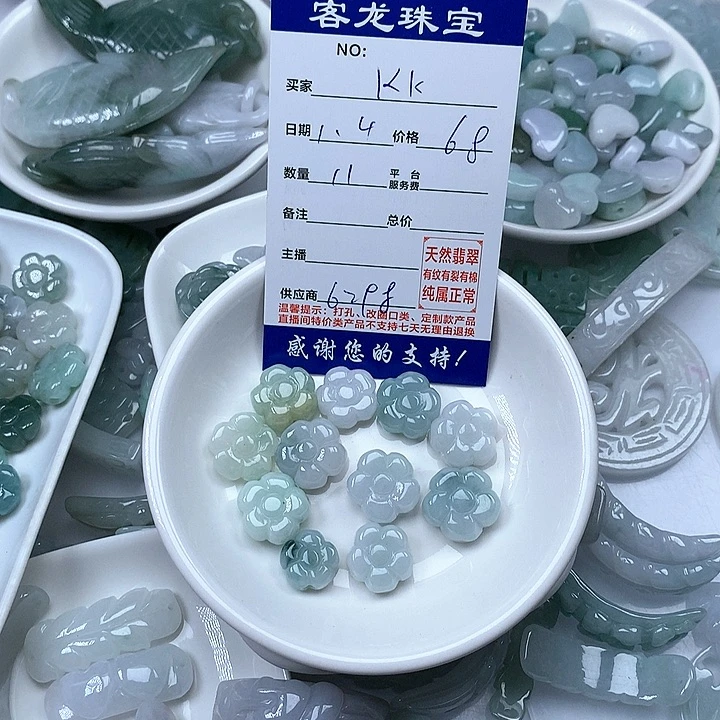 客龙珠宝
NO:
买家 KK
日期 1.4 价格 68
数量 11 平台服务费
备注 总价
主播
天然翡翠
有纹有裂有棉
纯属正常
供应商 6298
温馨提示：打孔、改圈口类、定制款产品
直播间特价类产品不支持七天无理由退换
感谢您的支持!